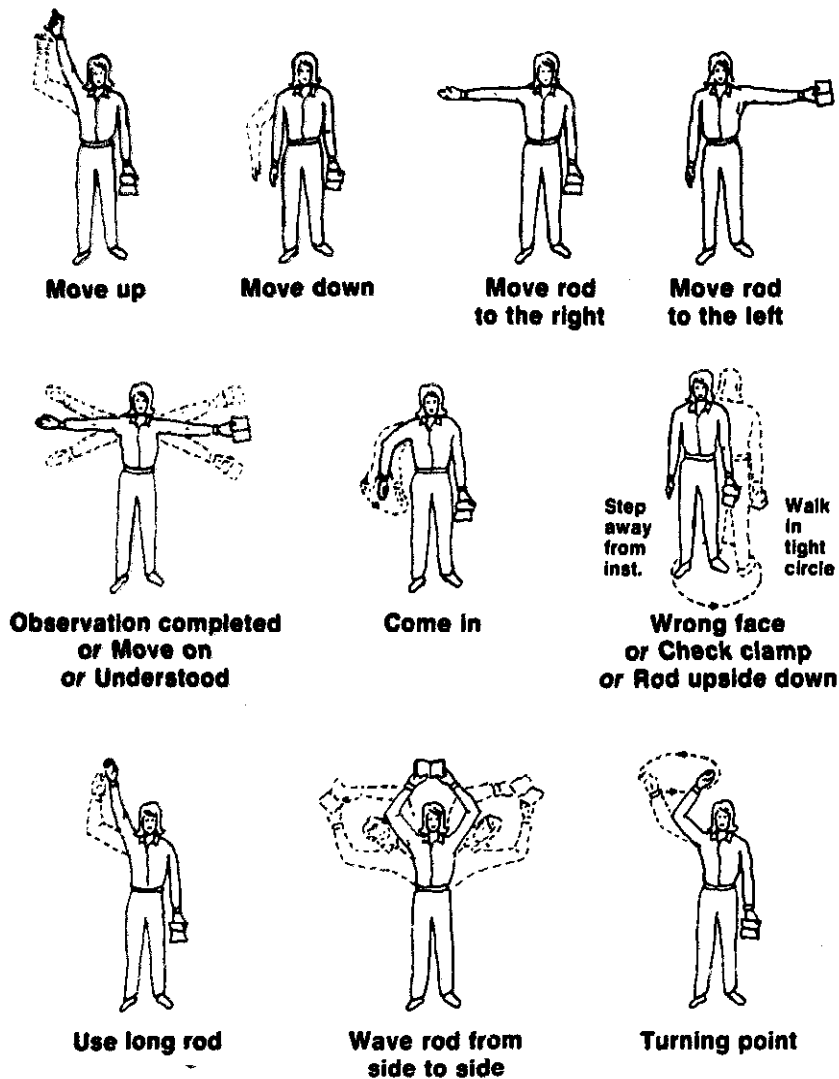 Move up
Move down
Move rod
to the right
Move rod
to the left
Observation completed
or Move on
or Understood
Come in
Step
away
from
inst.
Walk
in
tight
circle
Wrong face
or Check clamp
or Rod upside down
Use long rod
Wave rod from
side to side
Turning point